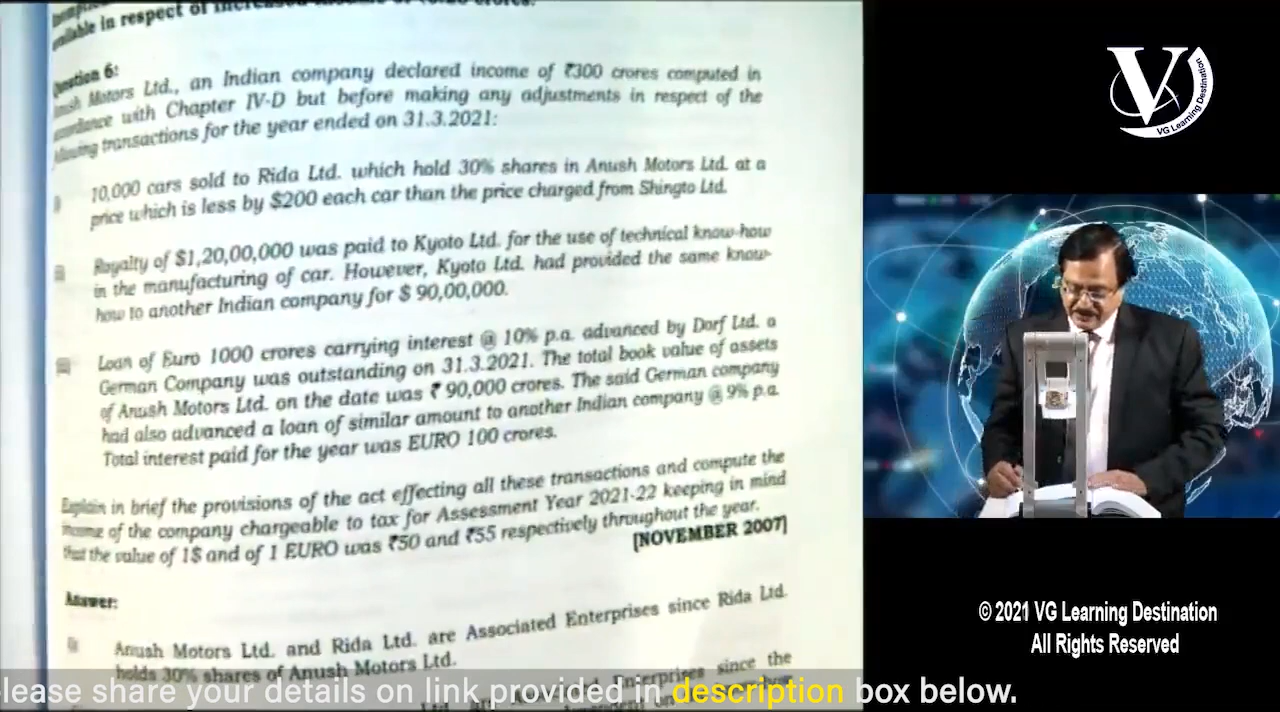 in respect of
Question 6:
Motors Ltd., an Indian company declared income of ₹300 crores computed in
with Chapter IV-D but before making any adjustments in respect of the
transactions for the year ended on 31.3.2021:
10,000 cars sold to Rida Ltd. which hold 30% shares in Anush Motors Ltd. at a
price which is less by $200 each car than the price charged from Shingto Ltd.
Royalty of $1,20,00,000 was paid to Kyoto Ltd. for the use of technical know-how
in the manufacturing of car. However, Kyoto Ltd. had provided the same know-
how to another Indian company for $ 90,00,000.
Loan of Euro 1000 crores carrying interest @ 10% p.a. advanced by Dorf Ltd. a
German Company was outstanding on 31.3.2021. The total book value of assets
of Anush Motors Ltd. on the date was ₹ 90,000 crores. The said German company
had also advanced a loan of similar amount to another Indian company @ 9% p.a.
Total interest paid for the year was EURO 100 crores.
Explain in brief the provisions of the act effecting all these transactions and compute the
income of the company chargeable to tax for Assessment Year 2021-22 keeping in mind
that the value of 1$ and of 1 EURO was ₹50 and ₹55 respectively throughout the year.
[NOVEMBER 2007]
Answer:
Anush Motors Ltd. and Rida Ltd. are Associated Enterprises since Rida Ltd.
holds 30% shares of Anush Motors Ltd.
Enterprises since the
lease share your details on link provided in description box below.
V
VG Learning Destination
© 2021 VG Learning Destination
All Rights Reserved